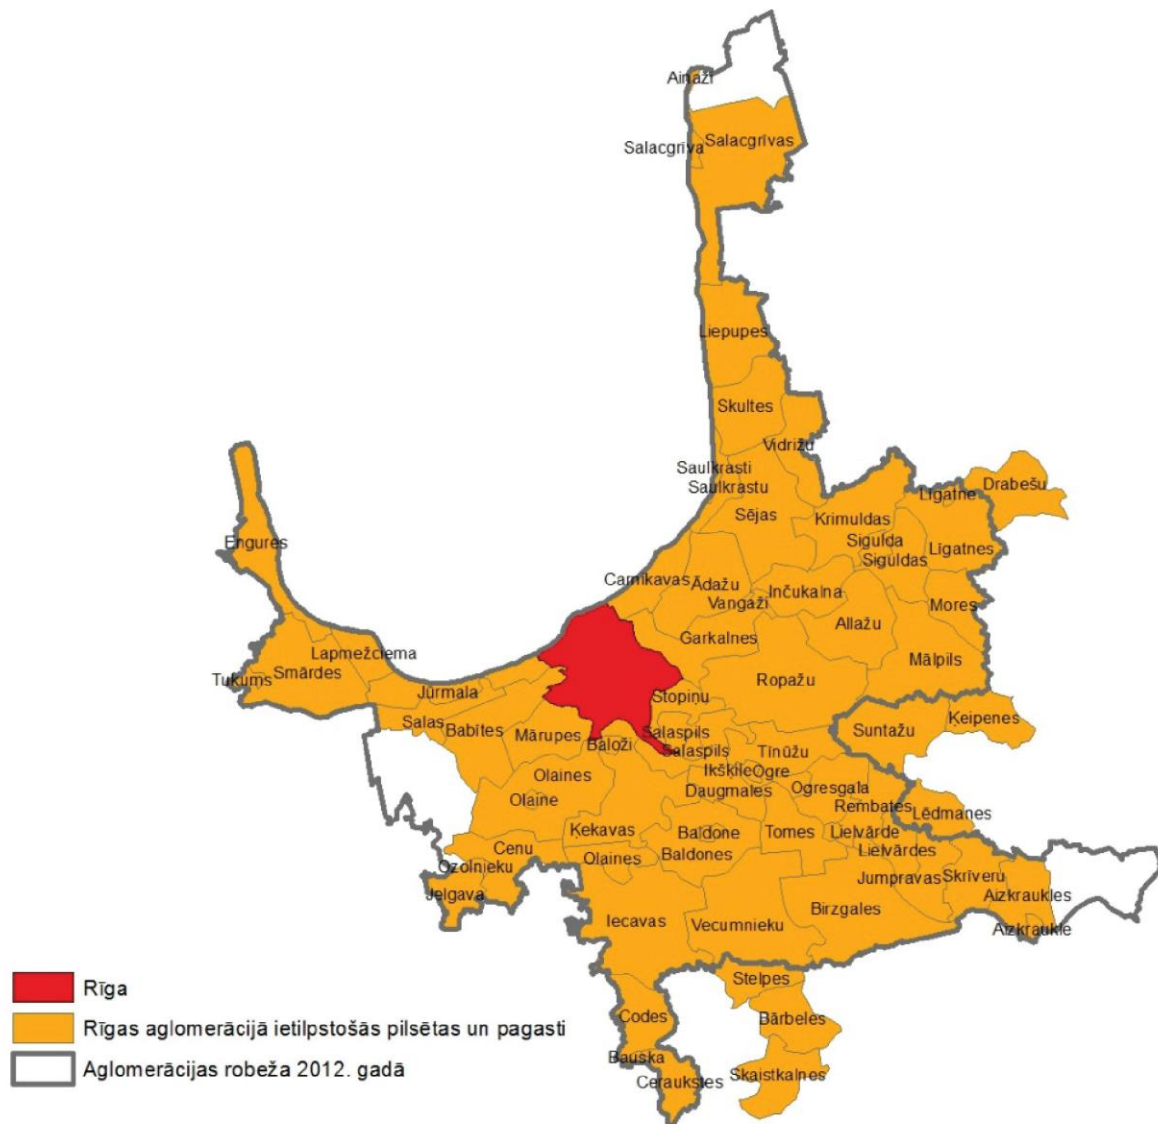 Ainaži
Salacgrīva
Salacgrīvas
Liepupes
Skultes
Vidrižu
Saulkrasti
Saulkrastu
Sējas
Krimuldas
Līgatne
Drabešu
Sigulda
Siguldas
Līgatnes
Engures
Carnikavas
Ādažu
Vangaži
Inčukalna
Mores
Allažu
Garkalnes
Lapmežciema
Smārdes
Tukums
Mālpils
Ropažu
Jūrmala
Stopiņu
Salas
Babītes
Mārupes
Baloži
Salaspils
Salaspils
Suntažu
Ķeipenes
Tīnūžu
Ikšķile
Ogre
Olaines
Daugmales
Ogresgala
Olaine
Rembates
Lēdmanes
Ķekavas
Baldone
Tomes
Lielvārde
Cenu
Olaines
Baldones
Lielvārdes
Ozolnieku
Jumpravas
Skrīveru
Jelgava
Aizkraukles
Birzgales
Iecavas
Vecumnieku
Aizkraukle
Stelpes
Codes
Bārbeles
Bauska
Ceraukstes
Skaistkalnes
Rīga
Rīgas aglomerācijā ietilpstošās pilsētas un pagasti
Aglomerācijas robeža 2012. gadā